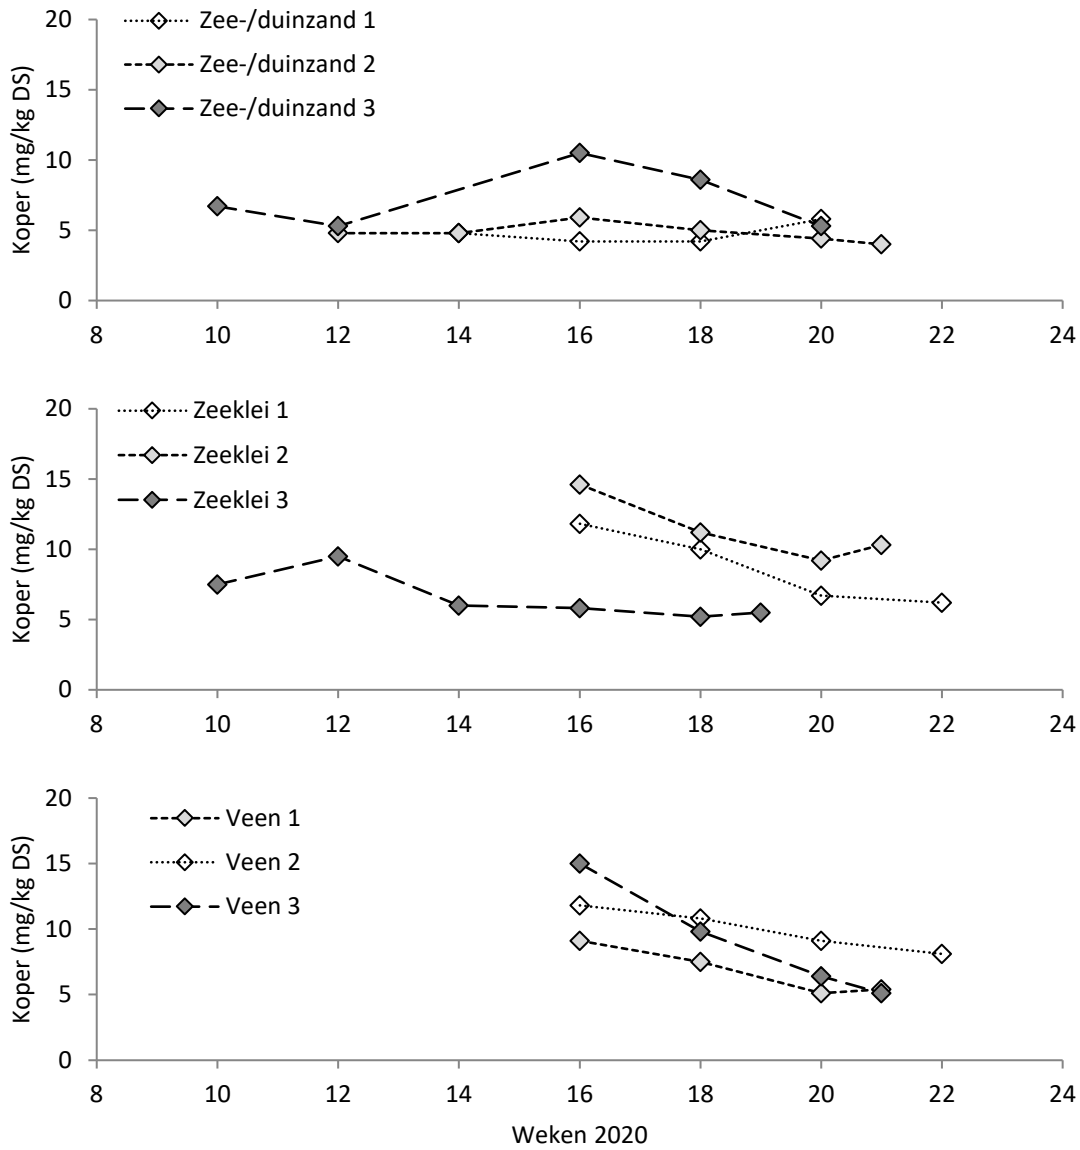 20
15
10
5
0
Koper (mg/kg DS)
Zee-/duinzand 1
Zee-/duinzand 2
Zee-/duinzand 3
8 10 12 14 16 18 20 22 24
20
15
10
5
0
Koper (mg/kg DS)
Zeeklei 1
Zeeklei 2
Zeeklei 3
8 10 12 14 16 18 20 22 24
20
15
10
5
0
Koper (mg/kg DS)
Veen 1
Veen 2
Veen 3
8 10 12 14 16 18 20 22 24
Weken 2020